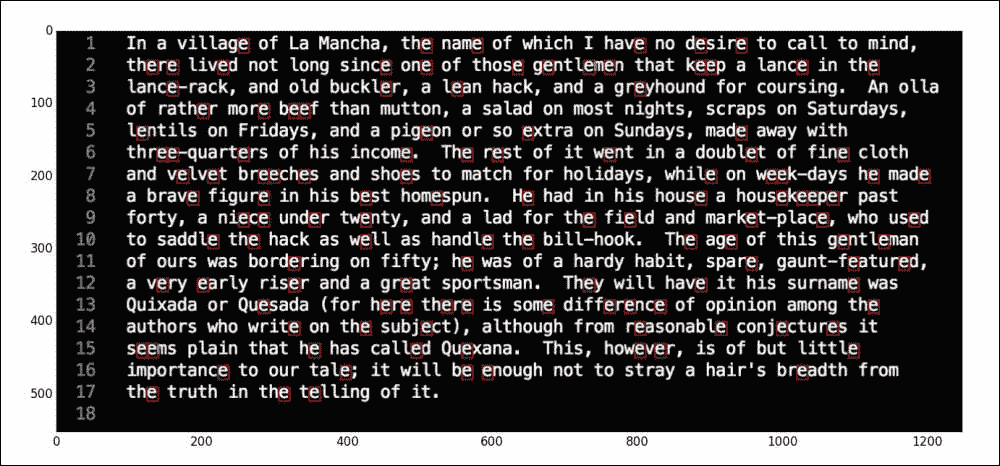 0
1 In a village of La Mancha, the name of which I have no desire to call to mind,
2 there lived not long since one of those gentlemen that keep a lance in the
3 lance-rack, and old buckler, a lean hack, and a greyhound for coursing.  An olla
100
4 of rather more beef than mutton, a salad on most nights, scraps on Saturdays,
5 lentils on Fridays, and a pigeon or so extra on Sundays, made away with
6 three-quarters of his income.  The rest of it went in a doublet of fine cloth
200 7 and velvet breeches and shoes to match for holidays, while on week-days he made
8 a brave figure in his best homespun.  He had in his house a housekeeper past
9 forty, a niece under twenty, and a lad for the field and market-place, who used
10 to saddle the hack as well as handle the bill-hook.  The age of this gentleman
300
11 of ours was bordering on fifty; he was of a hardy habit, spare, gaunt-featured,
12 a very early riser and a great sportsman.  They will have it his surname was
13 Quixada or Quesada (for here there is some difference of opinion among the
400
14 authors who write on the subject), although from reasonable conjectures it
15 seems plain that he has called Quexana.  This, however, is of but little
16 importance to our tale; it will be enough not to stray a hair's breadth from
500 17 the truth in the telling of it.
18
0 200 400 600 800 1000 1200